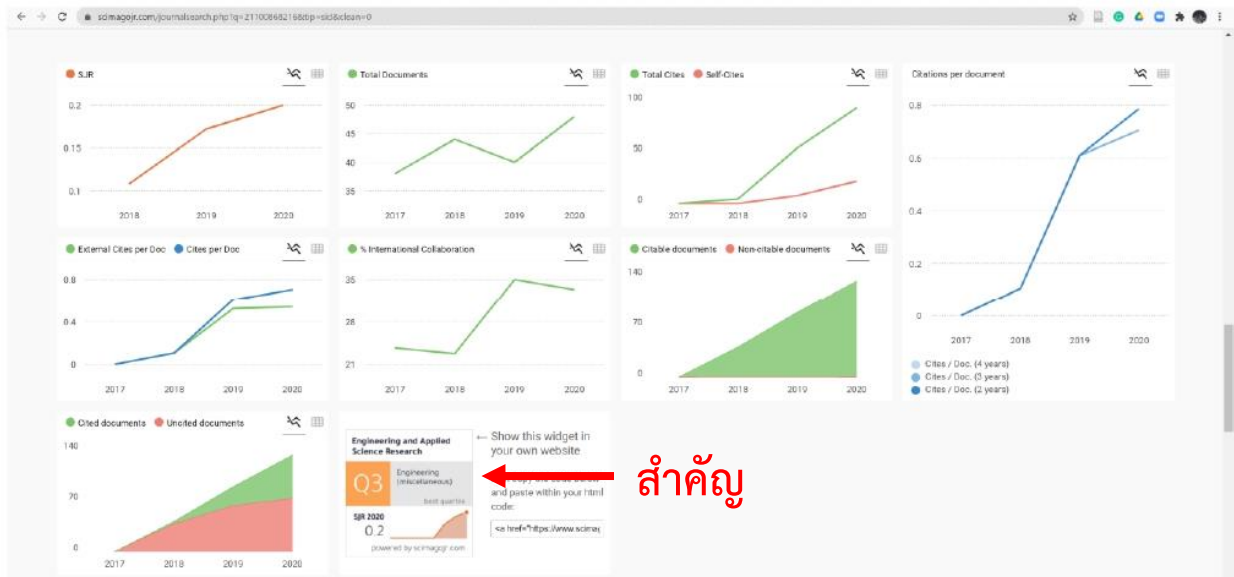 scimagojr.com/journalsearch.php?q=21100868216&tip=sid&clean=0
SJR
0.2
0.15
0.1
2018 2019 2020
Total Documents
50
45
40
35
2017 2018 2019 2020
Total Cites Self-Cites
100
50
0
2017 2018 2019 2020
Citations per document
0.8
0.6
0.4
0.2
0
2017 2018 2019 2020
Cites / Doc. (4 years)
Cites / Doc. (3 years)
Cites / Doc. (2 years)
External Cites per Doc Cites per Doc
0.8
0.4
0
2017 2018 2019 2020
% International Collaboration
35
28
21
2017 2018 2019 2020
Citable documents Non-citable documents
140
70
0
2017 2018 2019 2020
Cited documents Uncited documents
140
70
0
2017 2018 2019 2020
Engineering and Applied
Science Research
Q3
Engineering
(miscellaneous)
best quartile
SJR 2020
0.2
powered by scimagojr.com
← Show this widget in
your own website
copy the code below
and paste within your html
code:
<a href="https://www.scimag
สำคัญ